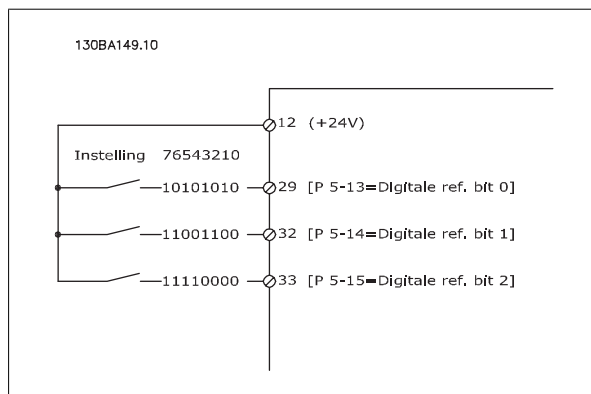 130BA149.10
12 (+24V)
Instelling 76543210
10101010 29 [P 5-13=Digitale ref. bit 0]
11001100 32 [P 5-14=Digitale ref. bit 1]
11110000 33 [P 5-15=Digitale ref. bit 2]